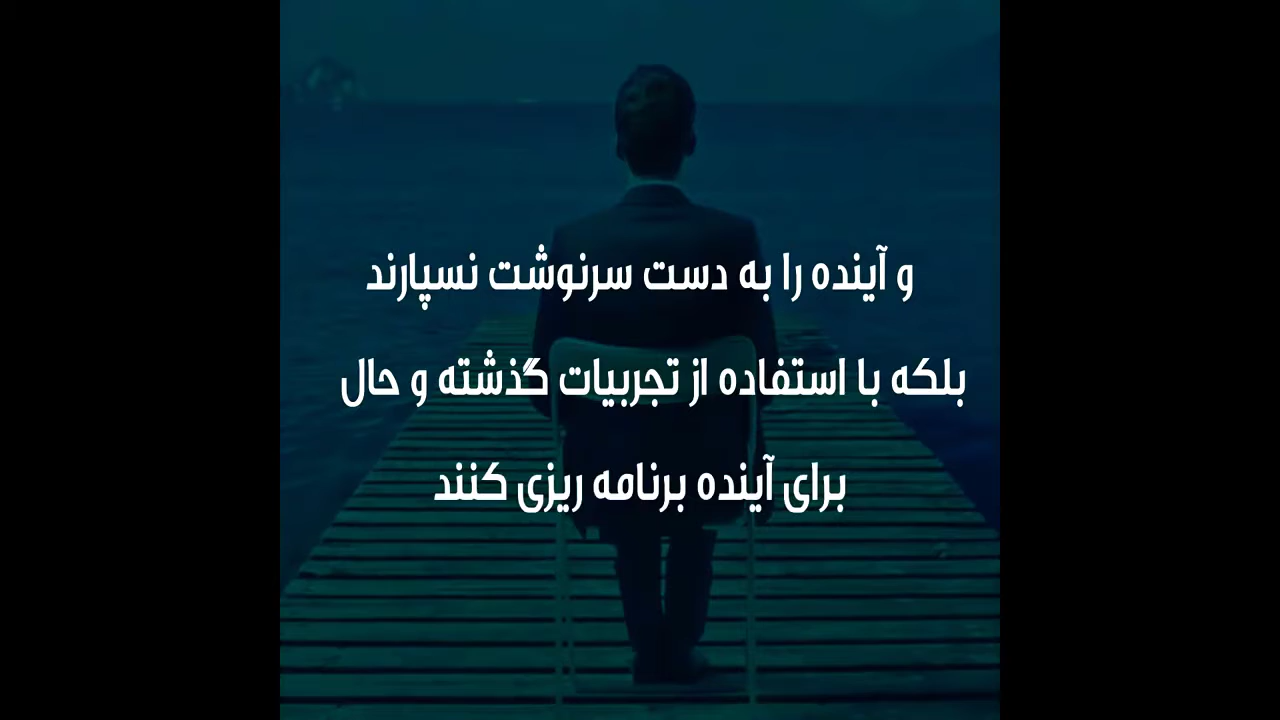 و آینده را به دست سرنوشت نسپارند
بلکه با استفاده از تجربیات گذشته و حال
برای آینده برنامه ریزی کنند